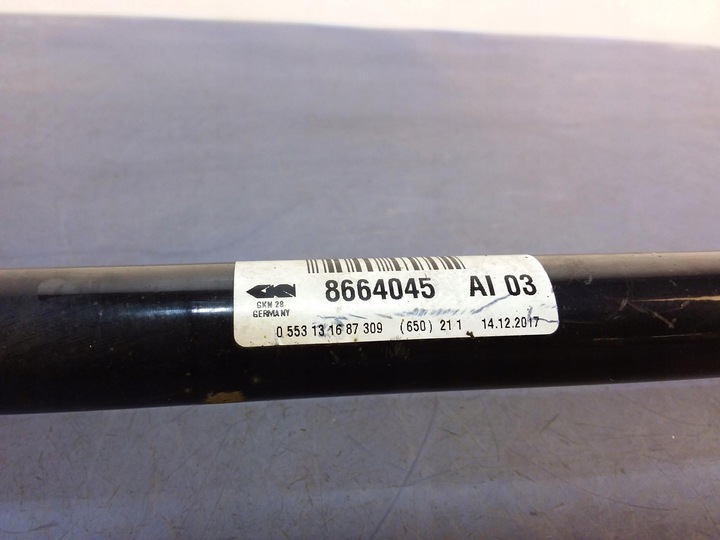 GKN 8664045 AI 03
GKN 28
GERMANY
0 553 13 16 87 309 (650) 21 1 14.12.2017